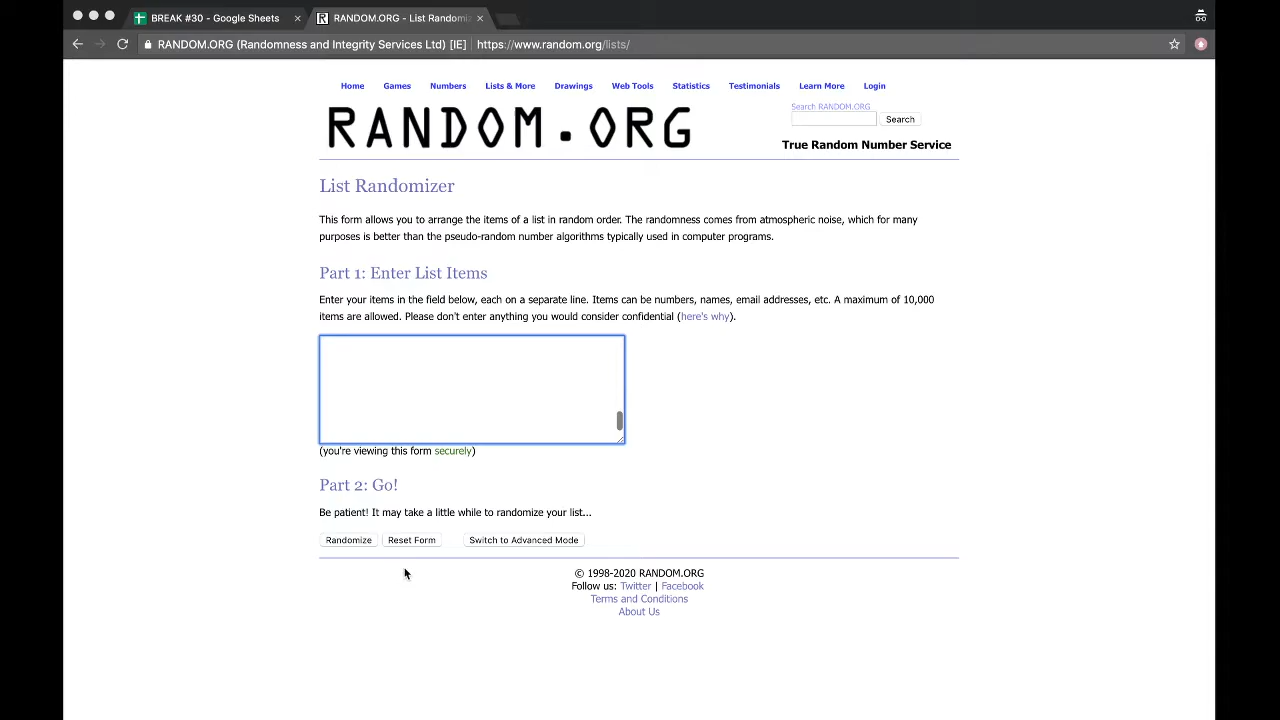 BREAK #30 - Google Sheets
RANDOM.ORG - List Randomiz
RANDOM.ORG (Randomness and Integrity Services Ltd) [IE] https://www.random.org/lists/
Home Games Numbers Lists & More Drawings Web Tools Statistics Testimonials Learn More Login
RANDOM.ORG
Search RANDOM.ORG
Search
True Random Number Service
List Randomizer
This form allows you to arrange the items of a list in random order. The randomness comes from atmospheric noise, which for many
purposes is better than the pseudo-random number algorithms typically used in computer programs.
Part 1: Enter List Items
Enter your items in the field below, each on a separate line. Items can be numbers, names, email addresses, etc. A maximum of 10,000
items are allowed. Please don't enter anything you would consider confidential (here's why).
(you're viewing this form securely)
Part 2: Go!
Be patient! It may take a little while to randomize your list...
Randomize Reset Form Switch to Advanced Mode
© 1998-2020 RANDOM.ORG
Follow us: Twitter | Facebook
Terms and Conditions
About Us